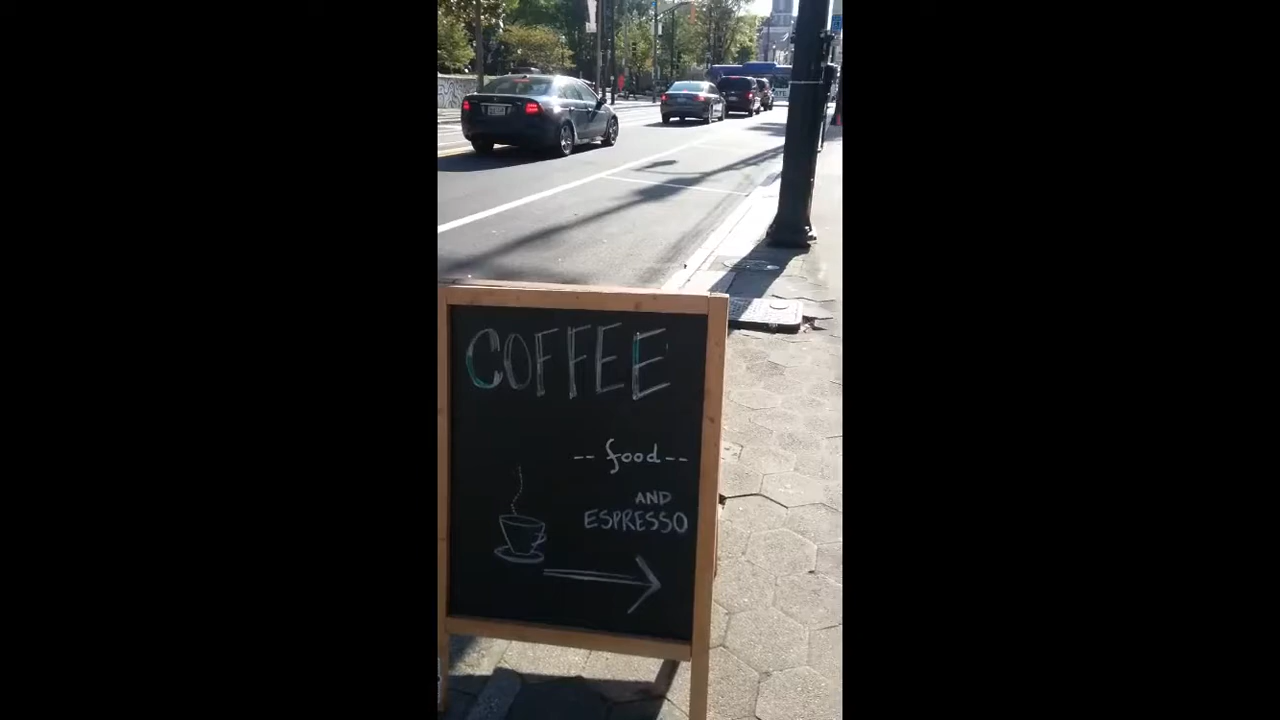 COFFEE
-- food --
AND
ESPRESSO